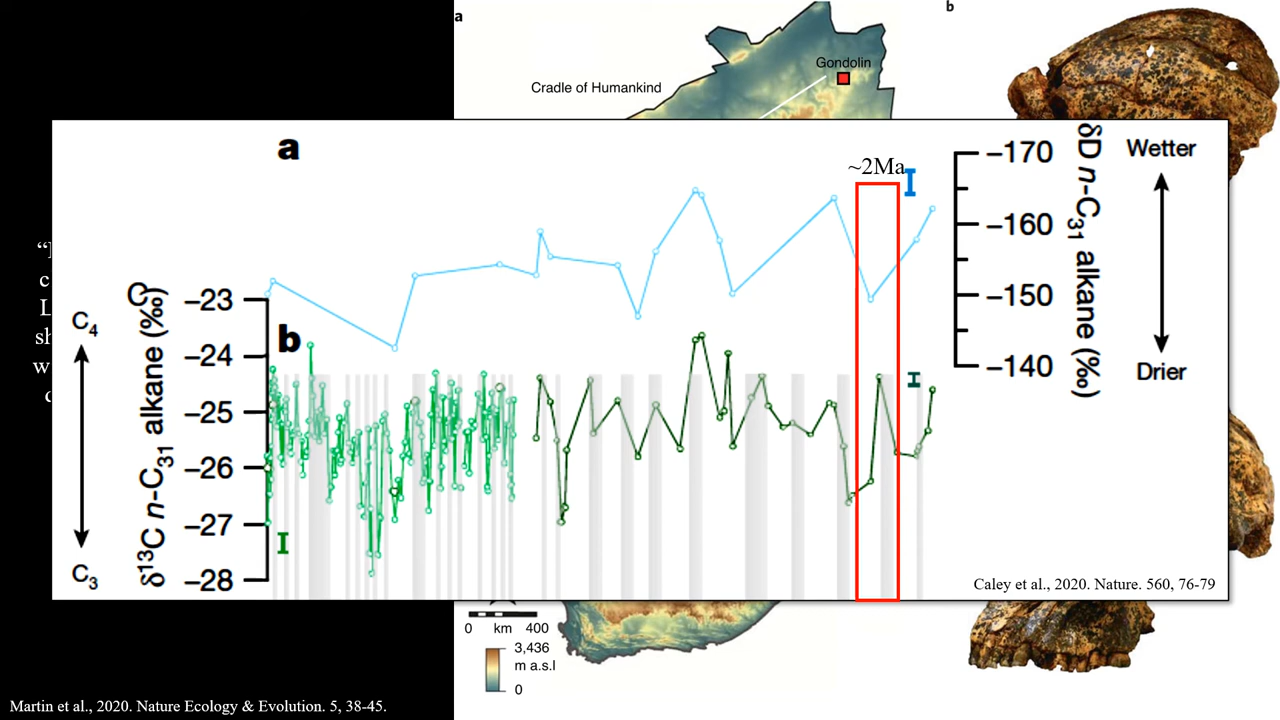 a
b
Gondolin
Cradle of Humankind
a
~2Ma
−170
−160
−150
−140
δD n-C31 alkane (‰)
Wetter
Drier
C4
C3
−23
−24
−25
−26
−27
−28
δ13C n-C31 alkane (‰)
b
Caley et al., 2020. Nature. 560, 76-79
0 km 400
3,436
m a.s.l
0
Martin et al., 2020. Nature Ecology & Evolution. 5, 38-45.